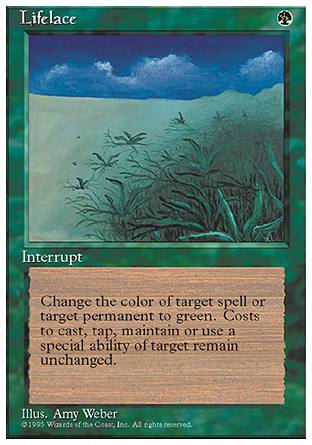 Lifelace
Interrupt
Change the color of target spell or
target permanent to green. Costs
to cast, tap, maintain or use a
special ability of target remain
unchanged.
Illus. Amy Weber
©1995 Wizards of the Coast, Inc. All rights reserved.